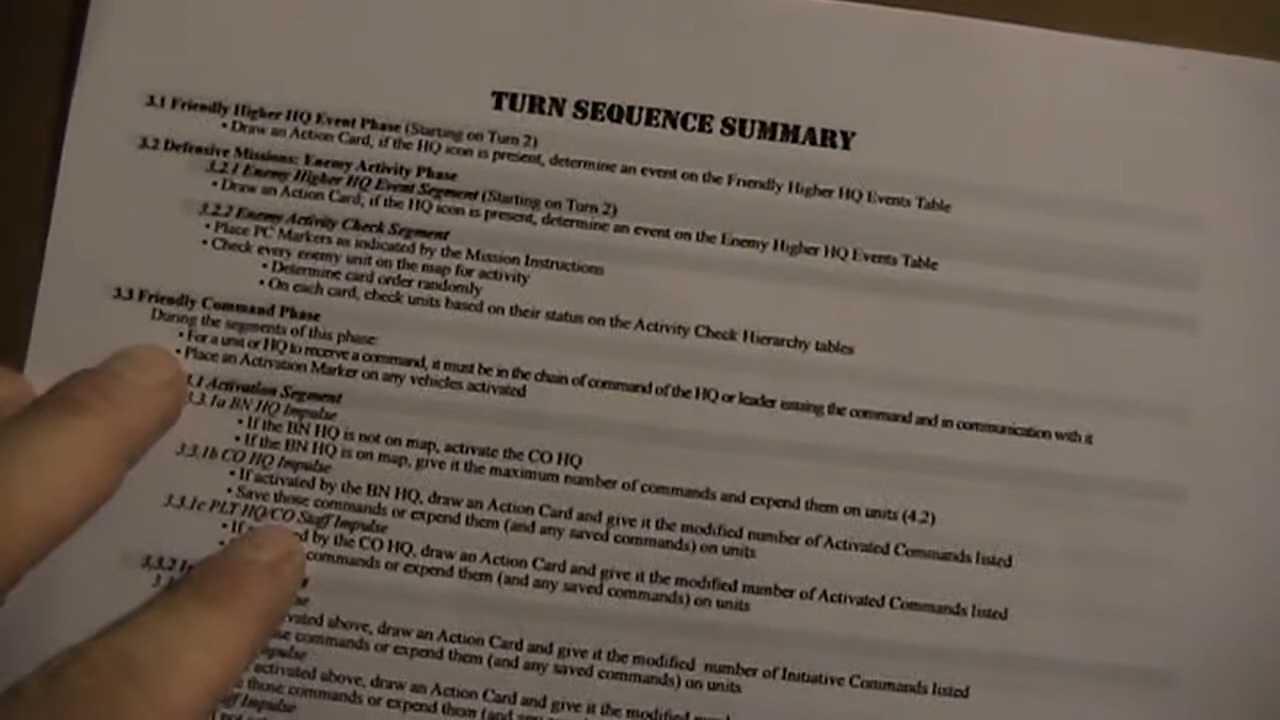 TURN SEQUENCE SUMMARY
3.1 Friendly Higher HQ Event Phase (Starting on Turn 2)
• Draw an Action Card, if the HQ icon is present, determine an event on the Friendly Higher HQ Events Table
3.2 Defensive Missions: Enemy Activity Phase
3.2.1 Enemy Higher HQ Event Segment (Starting on Turn 2)
• Draw an Action Card, if the HQ icon is present, determine an event on the Enemy Higher HQ Events Table
3.2.2 Enemy Activity Check Segment
• Place PC Markers as indicated by the Mission Instructions
• Check every enemy unit on the map for activity
• Determine card order randomly
• On each card, check units based on their status on the Activity Check Hierarchy tables
3.3 Friendly Command Phase
During the segments of this phase:
• For a unit or HQ to receive a command, it must be in the chain of command of the HQ or leader issuing the command and in communication with it
• Place an Activation Marker on any vehicles activated
.1 Activation Segment
3.3.1a BN HQ Impulse
• If the BN HQ is not on map, activate the CO HQ
• If the BN HQ is on map, give it the maximum number of commands and expend them on units (4.2)
3.3.1b CO HQ Impulse
• If activated by the BN HQ, draw an Action Card and give it the modified number of Activated Commands listed
• Save those commands or expend them (and any saved commands) on units
3.3.1c PLT HQ/CO Staff Impulse
• If by the CO HQ, draw an Action Card and give it the modified number of Activated Commands listed
commands or expend them (and any saved commands) on units
3.3.2
above, draw an Action Card and give it the modified number of Initiative Commands listed
commands or expend them (and any saved commands) on units
activated above, draw an Action Card and give it the modified
those commands or expend them (and